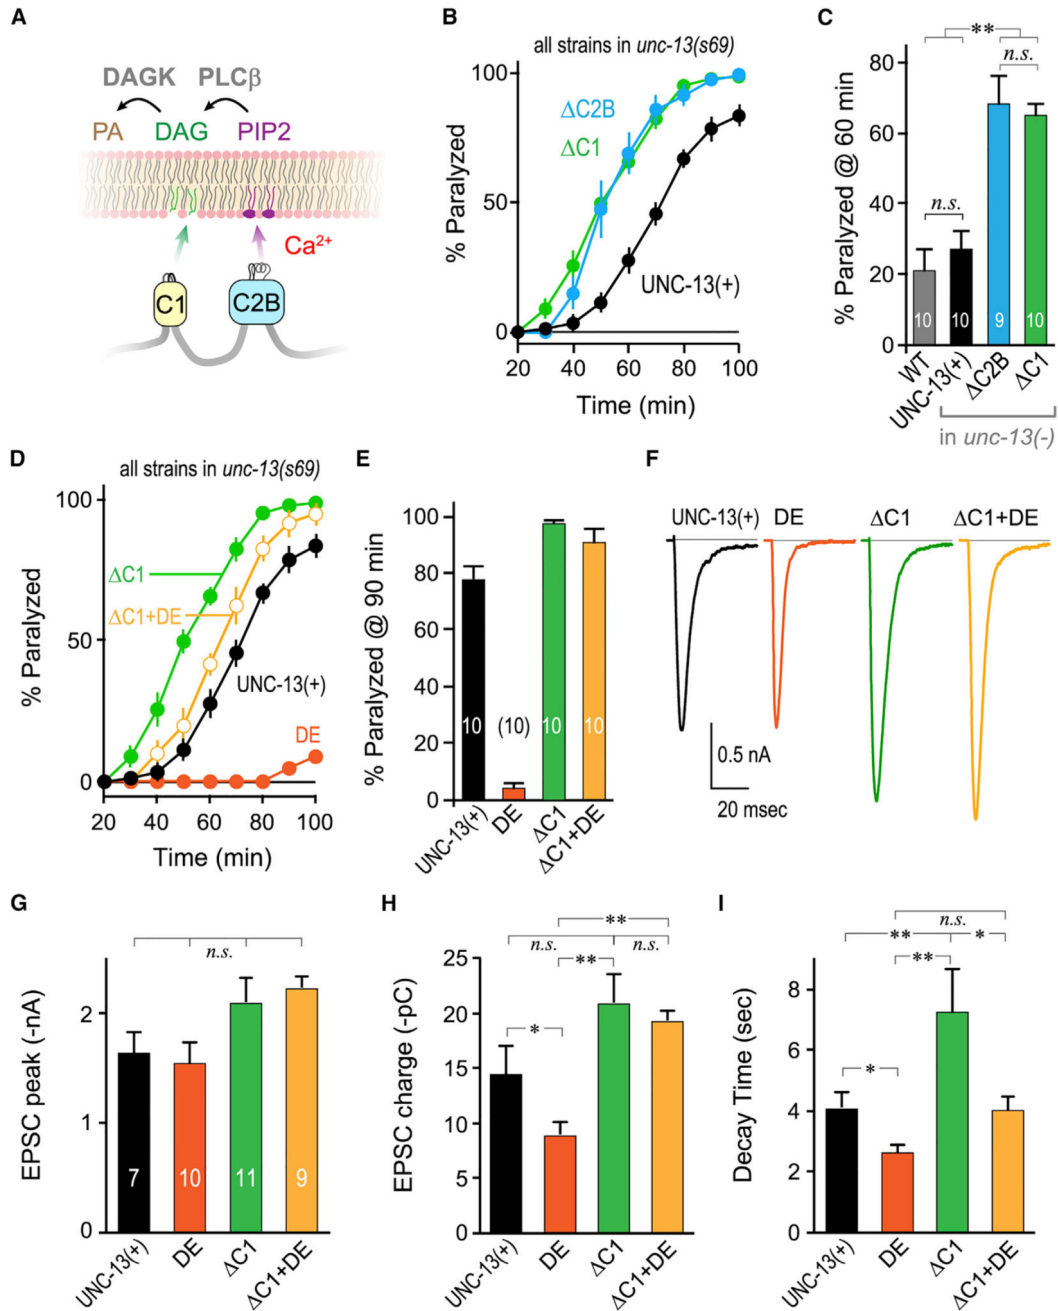 A
DAGK PLCβ
PA DAG PIP2
Ca²⁺
C1 C2B
B
all strains in unc-13(s69)
100
50
0
% Paralyzed
ΔC2B
ΔC1
UNC-13(+)
20 40 60 80 100
Time (min)
C
**
n.s.
n.s.
80
60
40
20
0
% Paralyzed @ 60 min
10 10 9 10
WT UNC-13(+) ΔC2B ΔC1
in unc-13(-)
D
all strains in unc-13(s69)
100
50
0
% Paralyzed
ΔC1
ΔC1+DE
UNC-13(+)
DE
20 40 60 80 100
Time (min)
E
100
80
60
40
20
0
% Paralyzed @ 90 min
10 (10) 10 10
UNC-13(+) DE ΔC1 ΔC1+DE
F
UNC-13(+) DE ΔC1 ΔC1+DE
0.5 nA
20 msec
G
n.s.
2
1
0
EPSC peak (-nA)
7 10 11 9
UNC-13(+) DE ΔC1 ΔC1+DE
H
**
n.s. n.s.
**
*
25
20
15
10
5
0
EPSC charge (-pC)
UNC-13(+) DE ΔC1 ΔC1+DE
I
n.s.
** *
**
*
8
6
4
2
0
Decay Time (sec)
UNC-13(+) DE ΔC1 ΔC1+DE